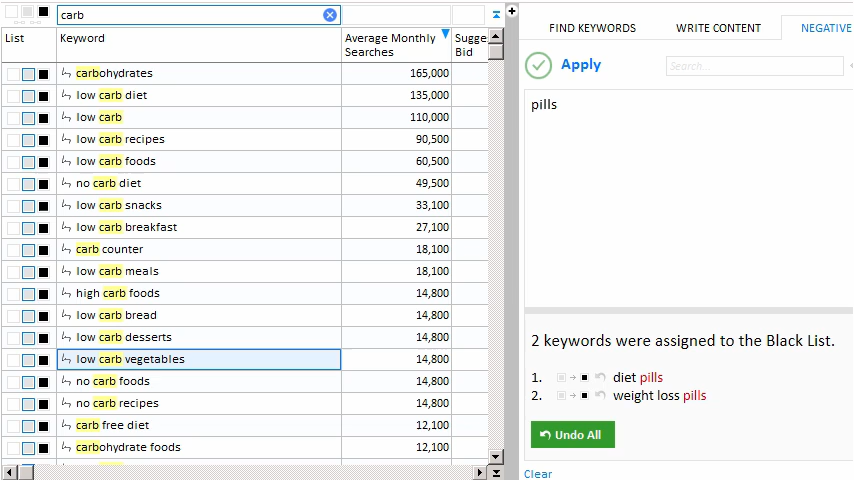 carb
List Keyword Average Monthly Searches Sugge Bid
carbohydrates 165,000
low carb diet 135,000
low carb 110,000
low carb recipes 90,500
low carb foods 60,500
no carb diet 49,500
low carb snacks 33,100
low carb breakfast 27,100
carb counter 18,100
low carb meals 18,100
high carb foods 14,800
low carb bread 14,800
low carb desserts 14,800
low carb vegetables 14,800
no carb foods 14,800
no carb recipes 14,800
carb free diet 12,100
carbohydrate foods 12,100
FIND KEYWORDS WRITE CONTENT NEGATIVE
Apply Search...
pills
2 keywords were assigned to the Black List.
1. diet pills
2. weight loss pills
Undo All
Clear